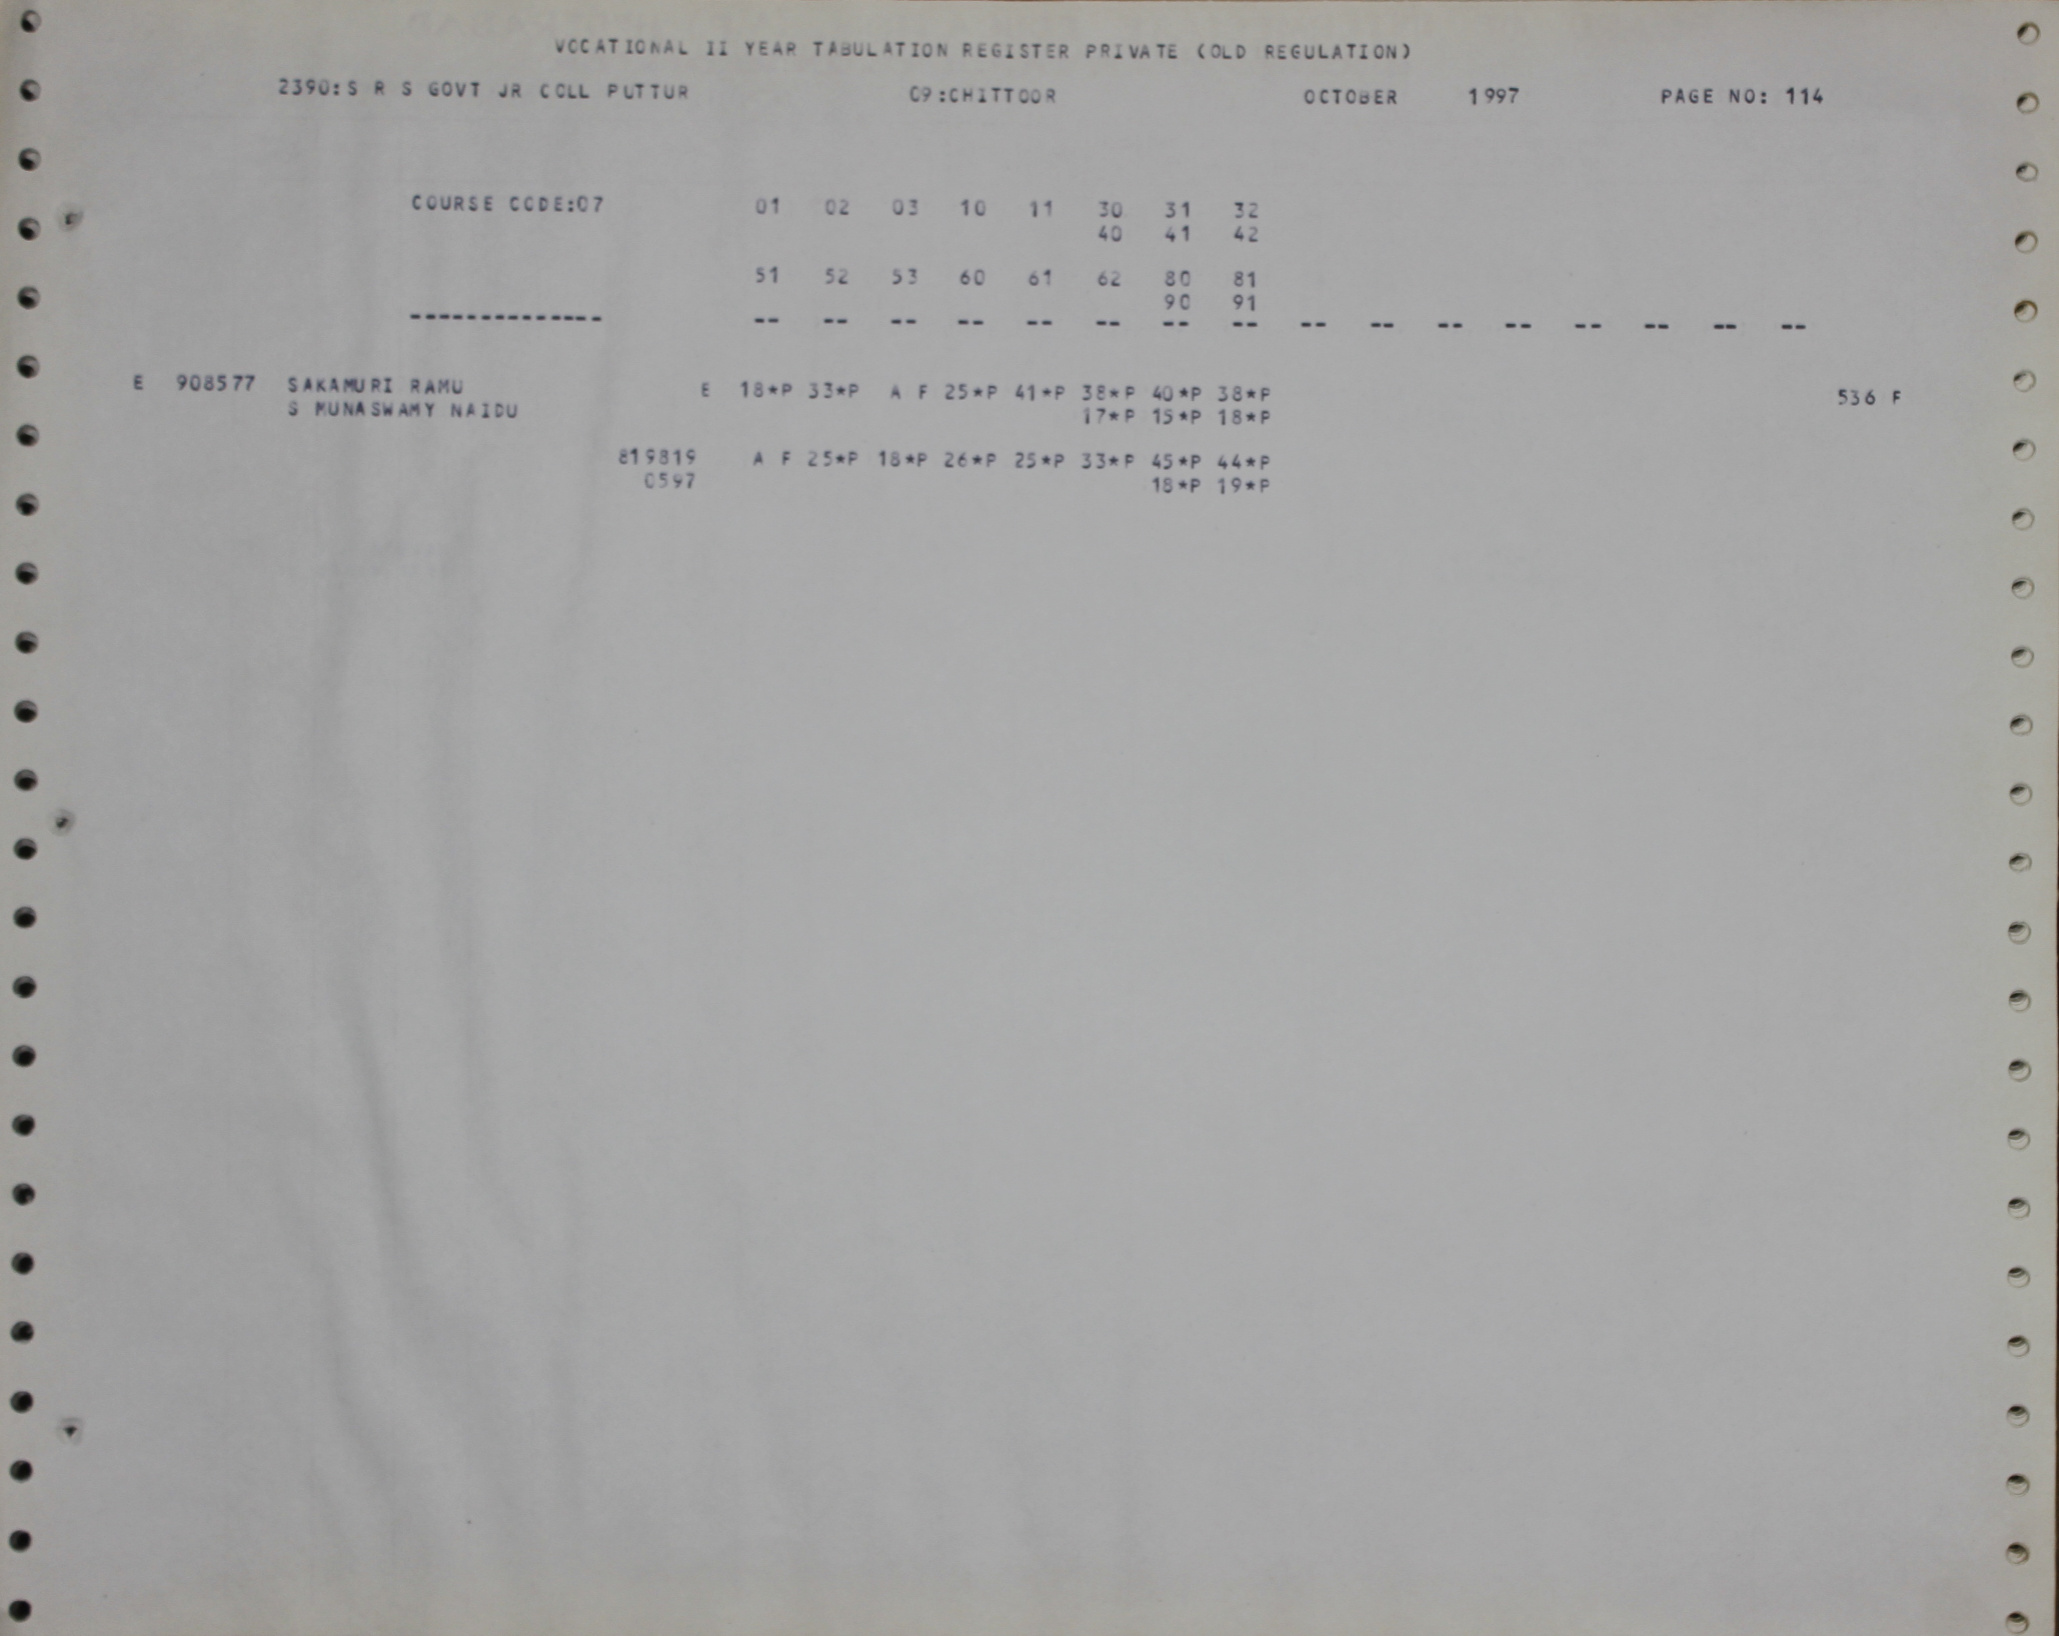 VOCATIONAL II YEAR TABULATION REGISTER PRIVATE (OLD REGULATION)
2390:S R S GOVT JR COLL PUTTUR 09:CHITTOOR OCTOBER 1997 PAGE NO: 114
COURSE CODE:07 01 02 03 10 11 30 31 32
40 41 42
51 52 53 60 61 62 80 81
90 91
-------------- -- -- -- -- -- -- -- -- -- -- -- -- -- -- -- --
E 908577 SAKAMURI RAMU E 18*P 33*P A F 25*P 41*P 38*P 40*P 38*P 536 F
S MUNASWAMY NAIDU 17*P 15*P 18*P
819819 A F 25*P 18*P 26*P 25*P 33*P 45*P 44*P
0597 18*P 19*P